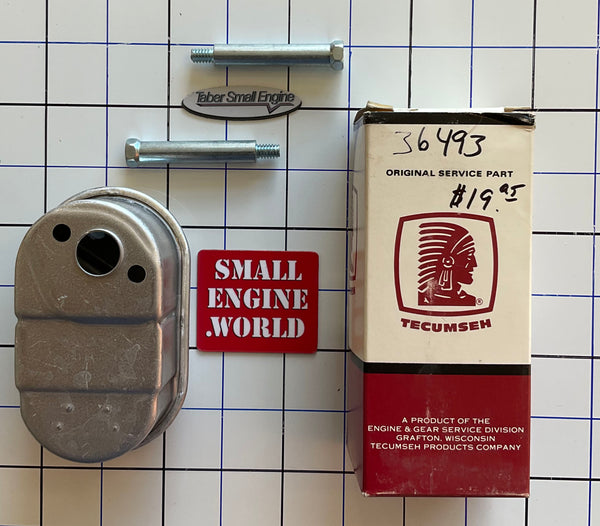 Taber Small Engine
SMALL
ENGINE
.WORLD
36493
ORIGINAL SERVICE PART
$19.95
®
TECUMSEH
A PRODUCT OF THE
ENGINE & GEAR SERVICE DIVISION
GRAFTON, WISCONSIN
TECUMSEH PRODUCTS COMPANY